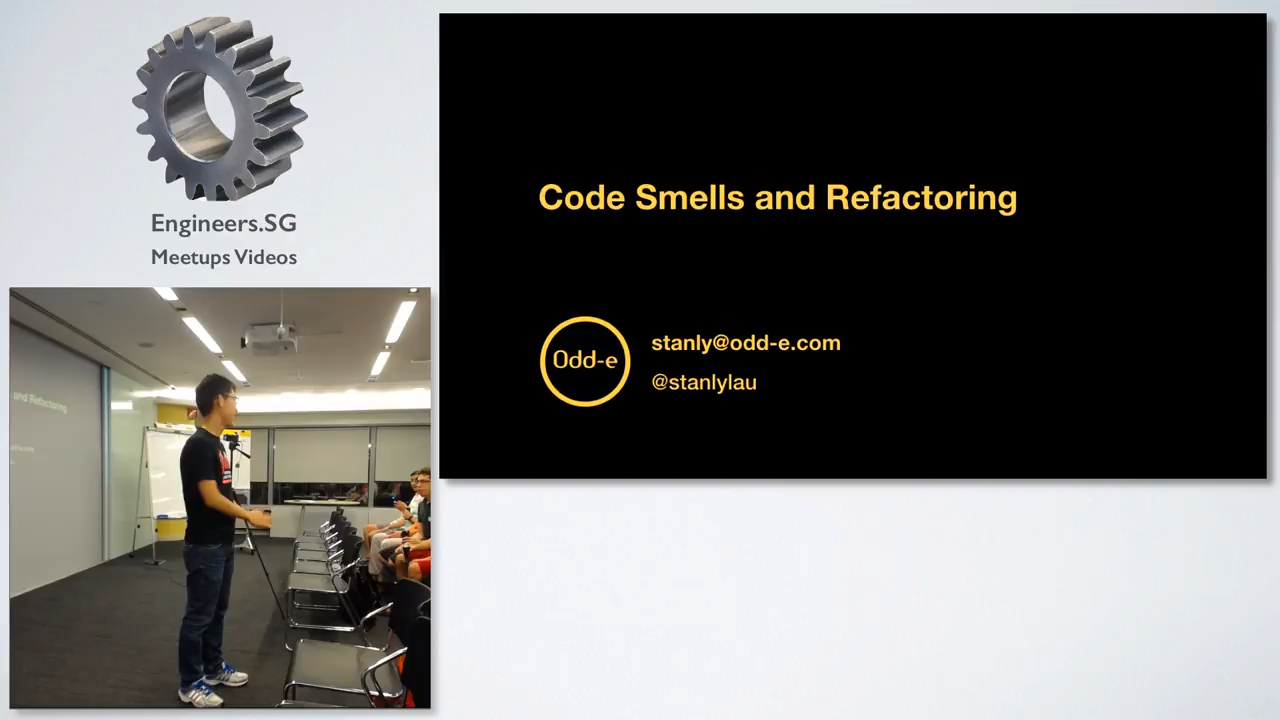 Engineers.SG
Meetups Videos
Code Smells and Refactoring
Odd-e
stanly@odd-e.com
@stanlylau
and Refactoring